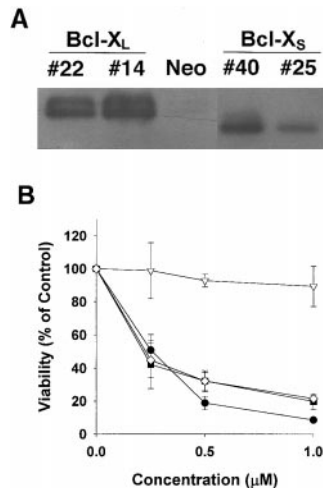 A
Bcl-XL Bcl-XS
#22 #14 Neo #40 #25
B
Viability (% of Control)
120
100
80
60
40
20
0
0.0 0.5 1.0
Concentration (μM)